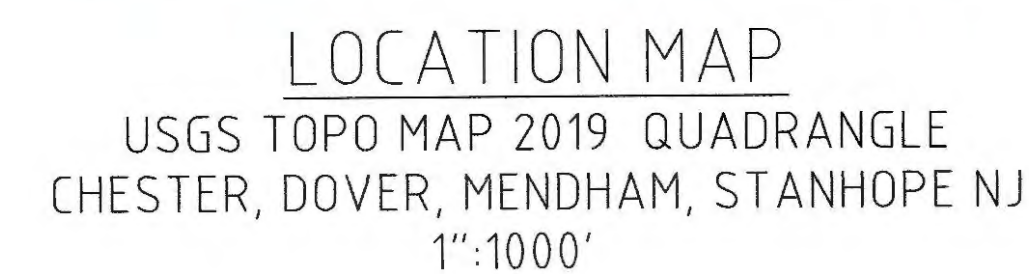 LOCATION MAP
USGS TOPO MAP 2019 QUADRANGLE
CHESTER, DOVER, MENDHAM, STANHOPE NJ
1":1000'